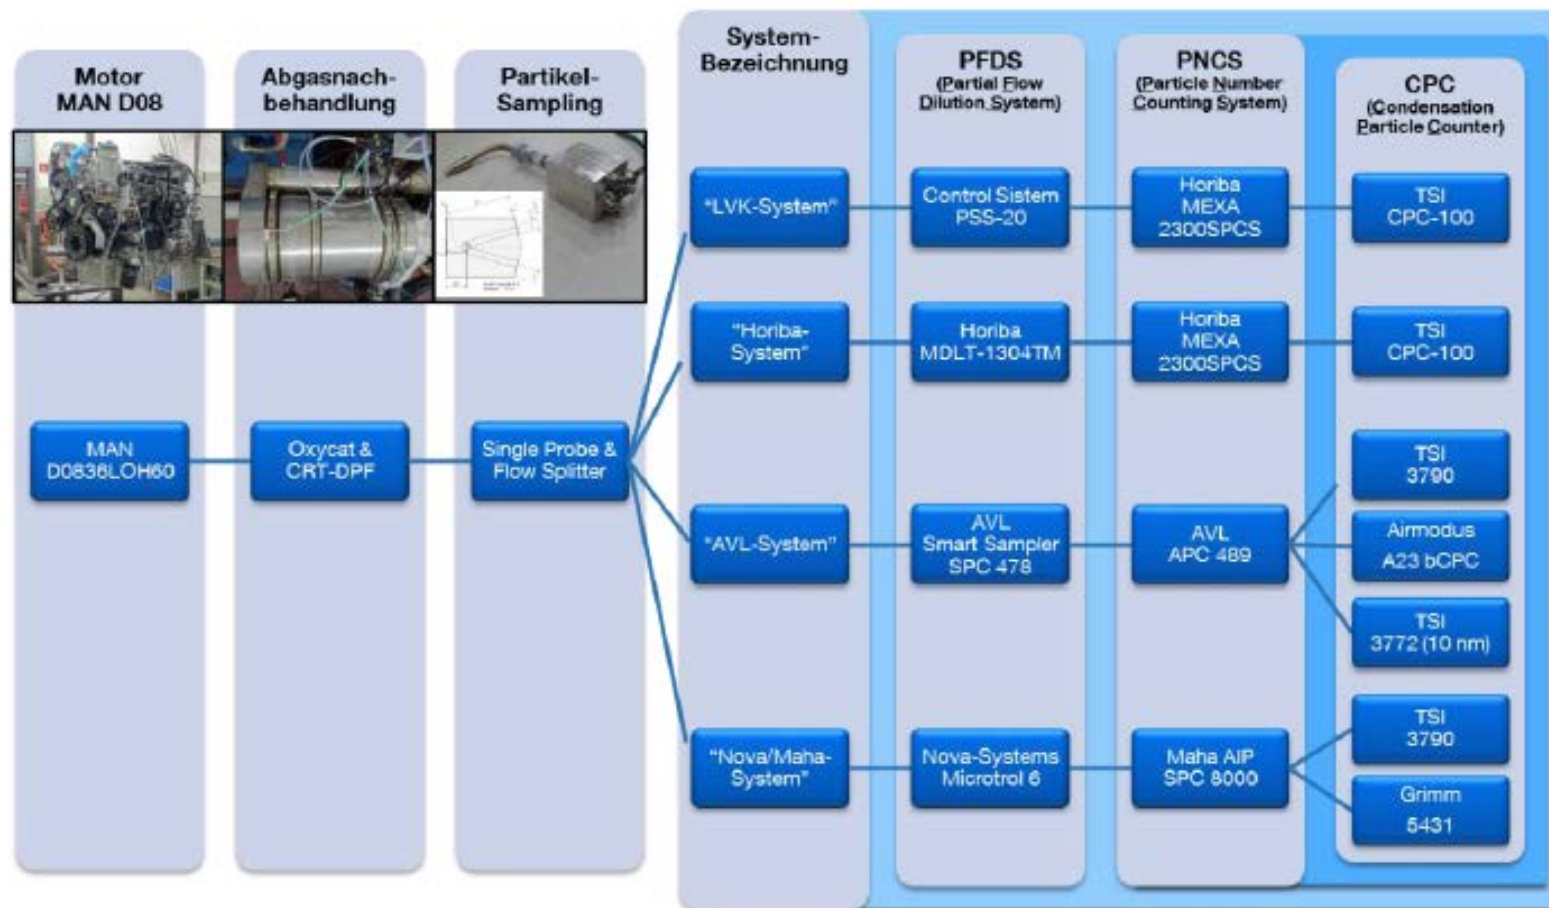 Motor
MAN D08
Abgasnach-
behandlung
Partikel-
Sampling
System-
Bezeichnung
PFDS
(Partial Flow
Dilution System)
PNCS
(Particle Number
Counting System)
CPC
(Condensation
Particle Counter)
MAN
D0836LOH60
Oxycat &
CRT-DPF
Single Probe &
Flow Splitter
"LVK-System"
Control Sistem
PSS-20
Horiba
MEXA
2300SPCS
TSI
CPC-100
"Horiba-
System"
Horiba
MDLT-1304TM
Horiba
MEXA
2300SPCS
TSI
CPC-100
"AVL-System"
AVL
Smart Sampler
SPC 478
AVL
APC 489
TSI
3790
Airmodus
A23 bCPC
TSI
3772 (10 nm)
"Nova/Maha-
System"
Nova-Systems
Microtrol 6
Maha AIP
SPC 8000
TSI
3790
Grimm
5431